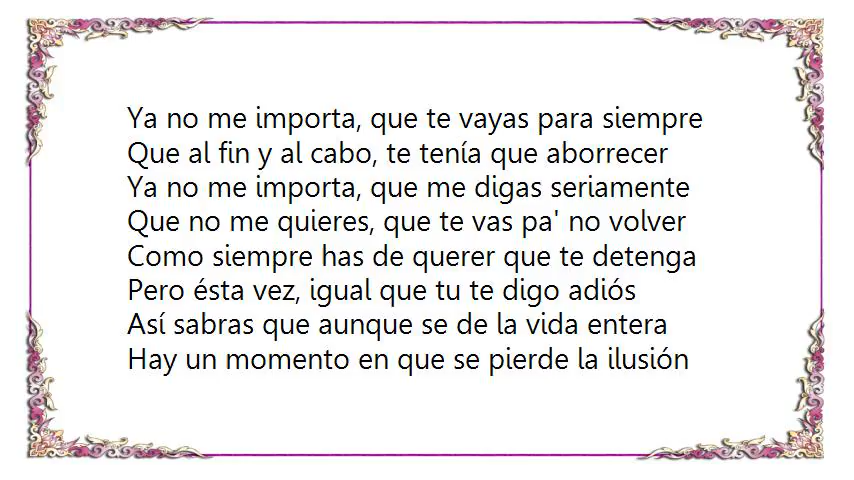 Ya no me importa, que te vayas para siempre
Que al fin y al cabo, te tenía que aborrecer
Ya no me importa, que me digas seriamente
Que no me quieres, que te vas pa' no volver
Como siempre has de querer que te detenga
Pero ésta vez, igual que tu te digo adiós
Así sabras que aunque se de la vida entera
Hay un momento en que se pierde la ilusión